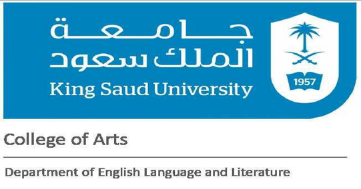 جامعة
الملك سعود
King Saud University
1957
College of Arts
Department of English Language and Literature